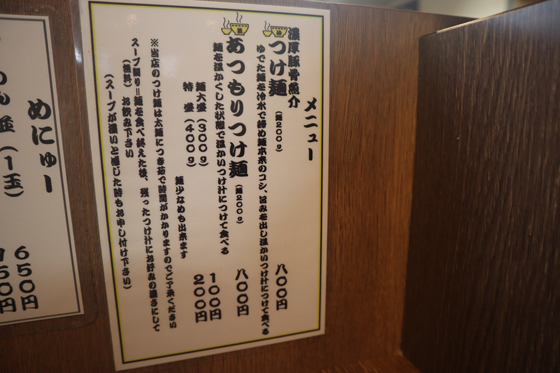 メニュー
濃厚豚骨魚介
つけ麺（麺200g） 八〇〇円
ゆでた麺を冷水で締め麺本来のコシ、旨みを出し温かいつけ汁につけて食べる
あつもりつけ麺（麺200g） 八〇〇円
麺を温かくした状態で温かいつけ汁につけて食べる
麺大盛（300g） 100円
特盛（400g） 200円
麺少なめも出来ます
※当店のつけ麺は太麺につき茹で時間がかかりますのでご了承ください
スープ割り＝麺を食べ終えた後、残ったつけ汁にお好みの濃さにして
（無料）お飲み下さい
（スープが濃いと感じた時もお申し付け下さい）
めにゅー
（1玉）
650円
150円